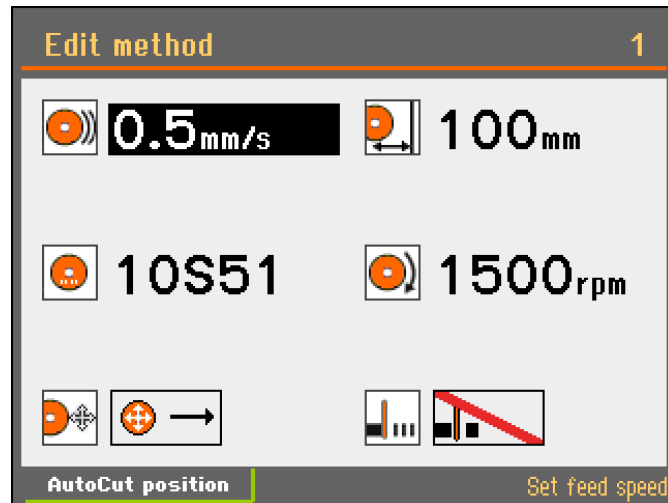 Edit method 1
0.5mm/s 100mm
10S51 1500rpm
AutoCut position Set feed speed